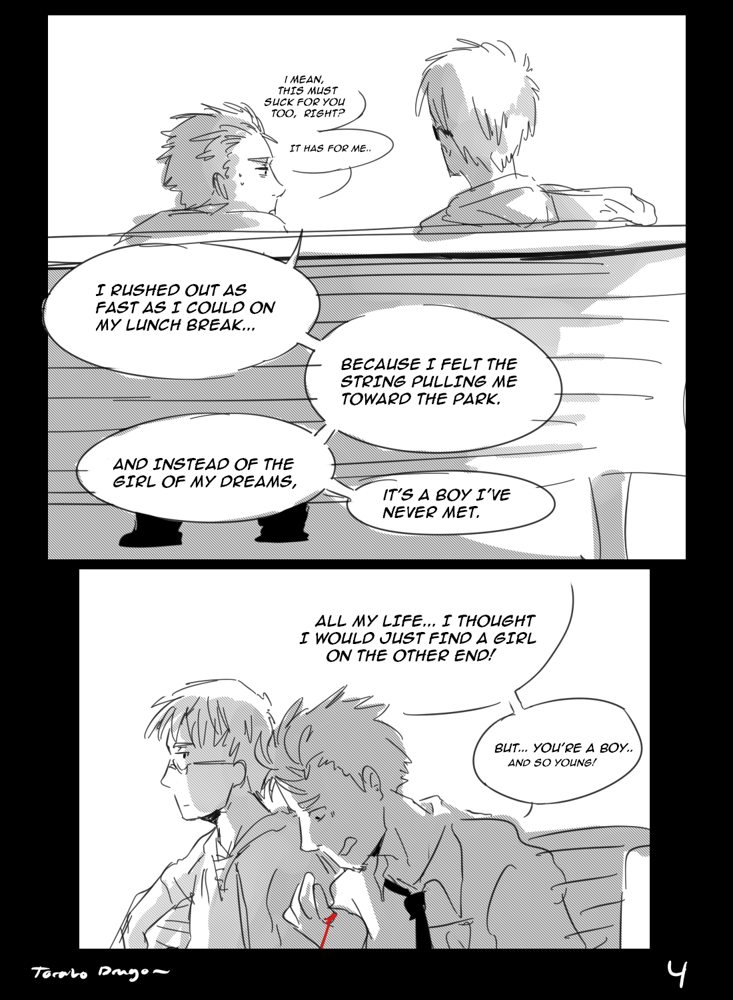 I MEAN,
THIS MUST
SUCK FOR YOU
TOO, RIGHT?
IT HAS FOR ME..
I RUSHED OUT AS
FAST AS I COULD ON
MY LUNCH BREAK...
BECAUSE I FELT THE
STRING PULLING ME
TOWARD THE PARK.
AND INSTEAD OF THE
GIRL OF MY DREAMS,
IT'S A BOY I'VE
NEVER MET.
ALL MY LIFE... I THOUGHT
I WOULD JUST FIND A GIRL
ON THE OTHER END!
BUT... YOU'RE A BOY..
AND SO YOUNG!
4